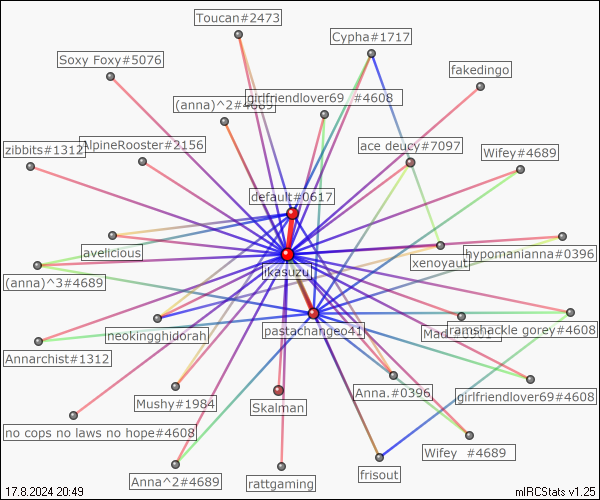 Toucan#2473
Cypha#1717
Soxy Foxy#5076
fakedingo
(anna)^2#4689
girlfriendlover69 #4608
zibbits#1312
AlpineRooster#2156
ace deucy#7097
Wifey#4689
default#0617
avelicious
xenoyaut
hypomanianna#0396
(anna)^3#4689
ikasuzu
neokingghidorah
pastachangeo41
ramshackle gorey#4608
Annarchist#1312
Mushy#1984
Skalman
Anna.#0396
girlfriendlover69#4608
no cops no laws no hope#4608
Wifey #4689
Anna^2#4689
rattgaming
frisout
17.8.2024 20:49
mIRCStats v1.25